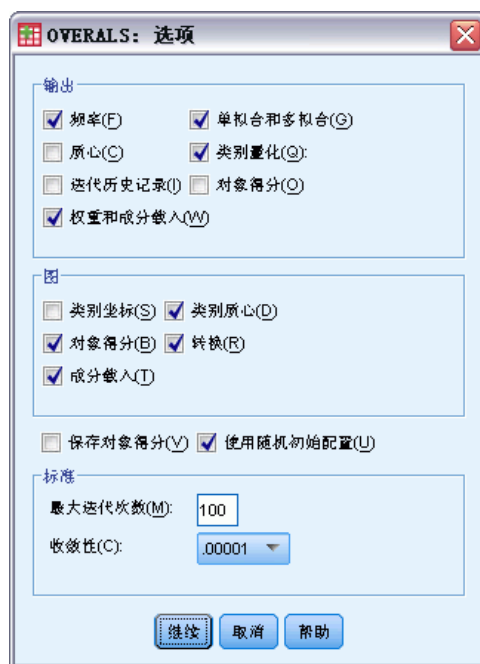 OVERALS: 选项
输出
频率(F) 单拟合和多拟合(G)
质心(C) 类别量化(Q):
迭代历史记录(I) 对象得分(O)
权重和成分载入(W)
图
类别坐标(S) 类别质心(D)
对象得分(B) 转换(R)
成分载入(T)
保存对象得分(V) 使用随机初始配置(U)
标准
最大迭代次数(M): 100
收敛性(C): .00001
继续 取消 帮助